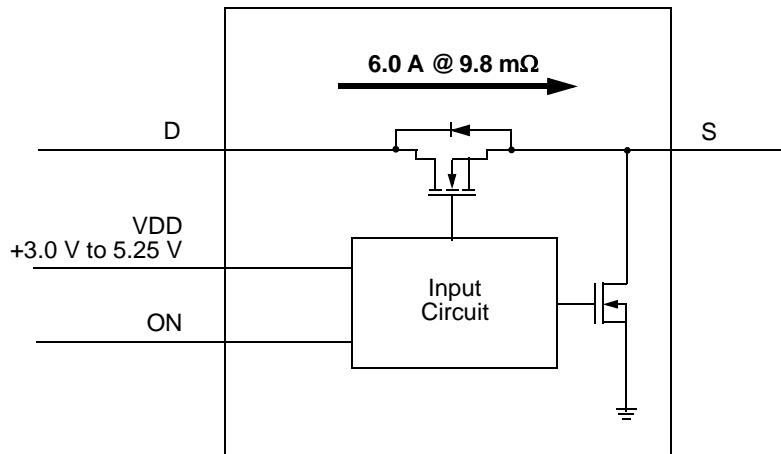 6.0 A @ 9.8 mΩ
D
S
VDD
+3.0 V to 5.25 V
ON
Input
Circuit